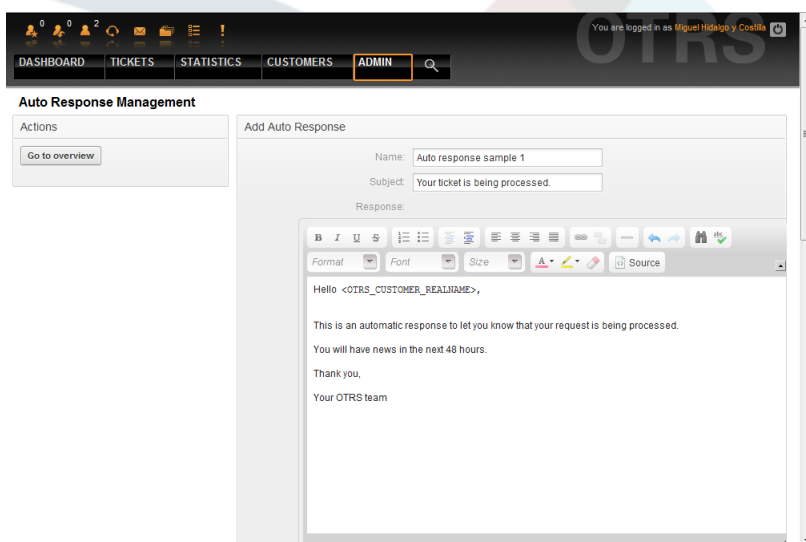 0 0 2
OTRS
You are logged in as Miguel Hidalgo y Costilla
DASHBOARD TICKETS STATISTICS CUSTOMERS ADMIN
Auto Response Management
Actions
Go to overview
Add Auto Response
Name: Auto response sample 1
Subject: Your ticket is being processed.
Response:
B I U S
Format Font Size A Source
Hello <OTRS_CUSTOMER_REALNAME>,
This is an automatic response to let you know that your request is being processed.
You will have news in the next 48 hours.
Thank you,
Your OTRS team